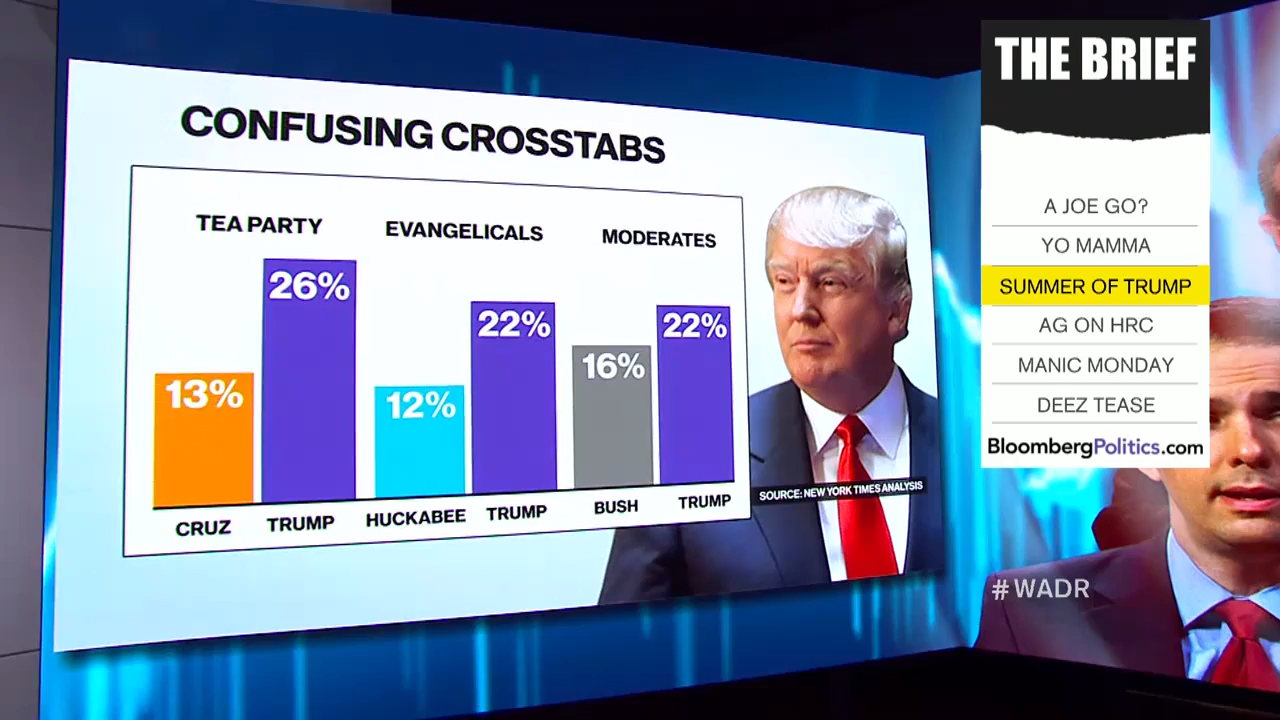 CONFUSING CROSSTABS
TEA PARTY
EVANGELICALS
MODERATES
13%
26%
12%
22%
16%
22%
CRUZ
TRUMP
HUCKABEE
TRUMP
BUSH
TRUMP
SOURCE: NEW YORK TIMES ANALYSIS
THE BRIEF
A JOE GO?
YO MAMMA
SUMMER OF TRUMP
AG ON HRC
MANIC MONDAY
DEEZ TEASE
BloombergPolitics.com
#WADR